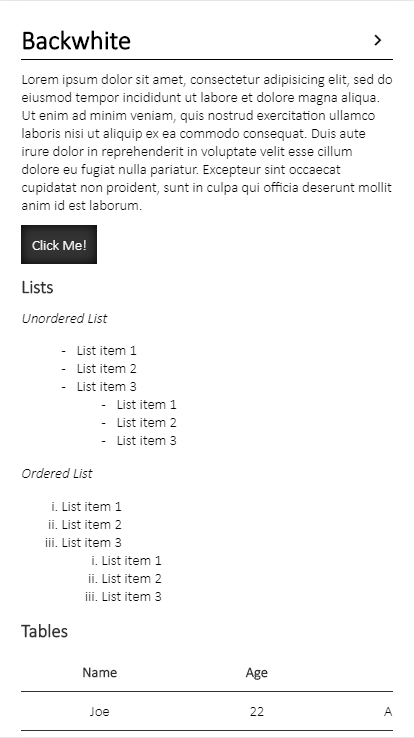 Backwhite
Lorem ipsum dolor sit amet, consectetur adipisicing elit, sed do
eiusmod tempor incididunt ut labore et dolore magna aliqua.
Ut enim ad minim veniam, quis nostrud exercitation ullamco
laboris nisi ut aliquip ex ea commodo consequat. Duis aute
irure dolor in reprehenderit in voluptate velit esse cillum
dolore eu fugiat nulla pariatur. Excepteur sint occaecat
cupidatat non proident, sunt in culpa qui officia deserunt mollit
anim id est laborum.
Click Me!
Lists
Unordered List
- List item 1
- List item 2
- List item 3
- List item 1
- List item 2
- List item 3
Ordered List
i. List item 1
ii. List item 2
iii. List item 3
i. List item 1
ii. List item 2
iii. List item 3
Tables
Name Age
Joe 22 A